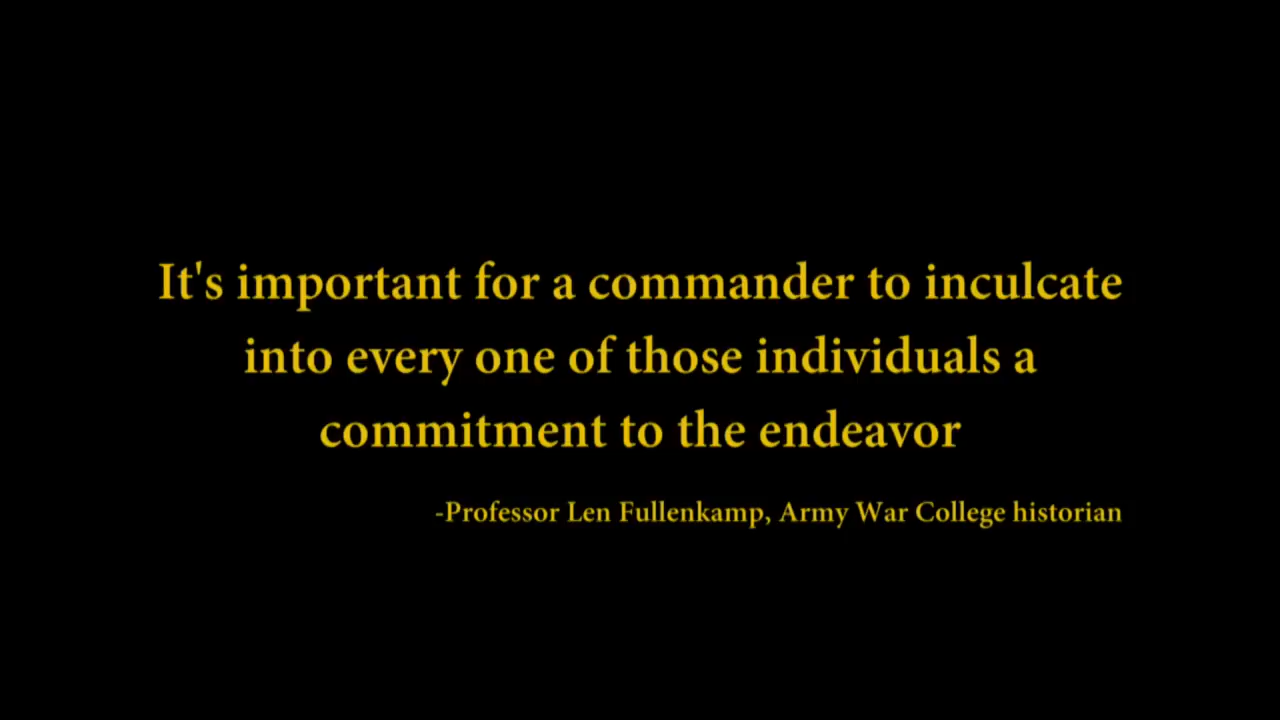 It's important for a commander to inculcate
into every one of those individuals a
commitment to the endeavor
-Professor Len Fullenkamp, Army War College historian